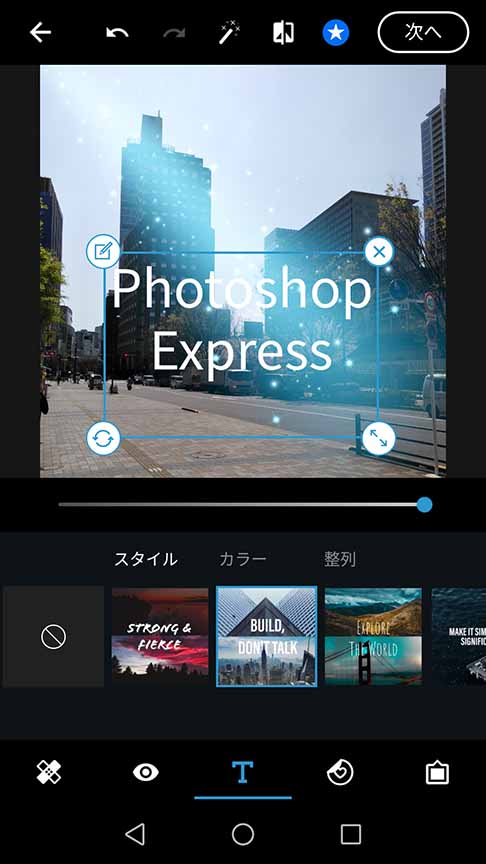 次へ
Photoshop
Express
スタイル
カラー
整列
STRONG &
FIERCE
BUILD,
DON'T TALK
EXPLORE
THE WORLD
MAKE IT SIM
SIGNIFIC